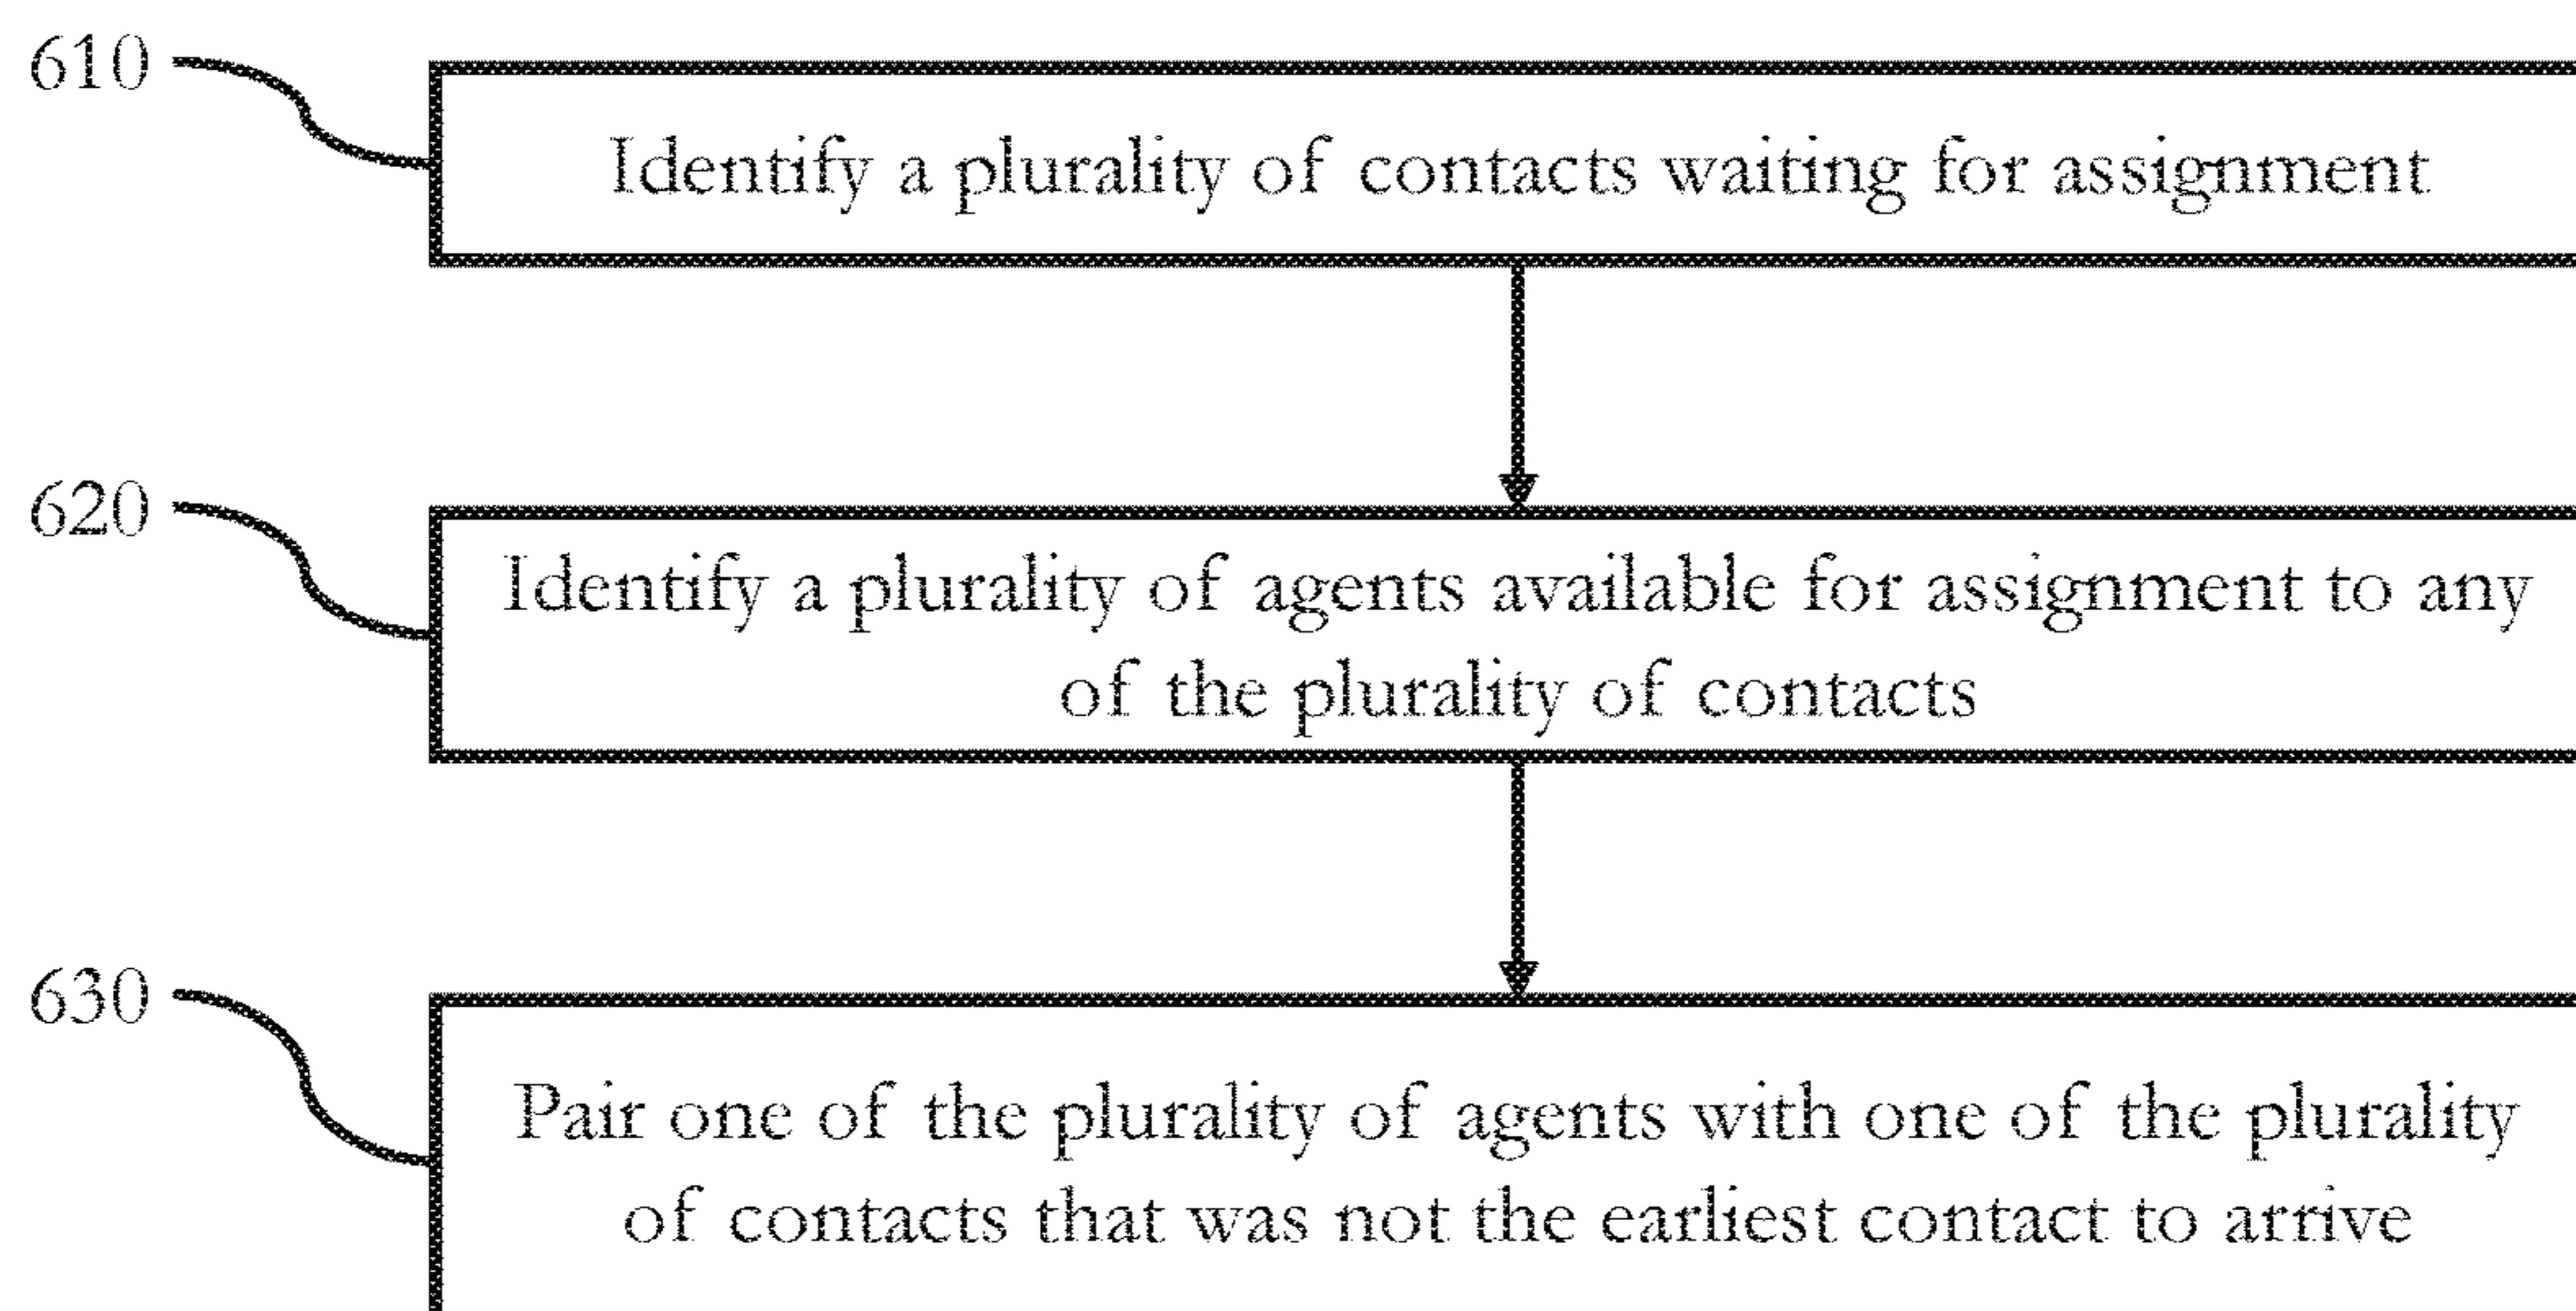 610
Identify a plurality of contacts waiting for assignment
620
Identify a plurality of agents available for assignment to any
of the plurality of contacts
630
Pair one of the plurality of agents with one of the plurality
of contacts that was not the earliest contact to arrive